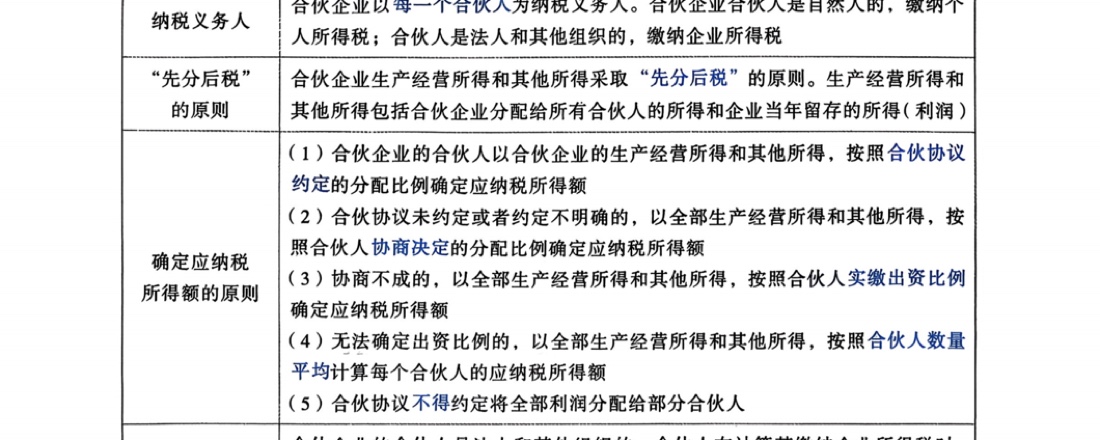 纳税义务人
合伙企业以每一个合伙人为纳税义务人。合伙企业合伙人是自然人的，缴纳个
人所得税；合伙人是法人和其他组织的，缴纳企业所得税
“先分后税”
的原则
合伙企业生产经营所得和其他所得采取“先分后税”的原则。生产经营所得和
其他所得包括合伙企业分配给所有合伙人的所得和企业当年留存的所得（利润）
确定应纳税
所得额的原则
（1）合伙企业的合伙人以合伙企业的生产经营所得和其他所得，按照合伙协议
约定的分配比例确定应纳税所得额
（2）合伙协议未约定或者约定不明确的，以全部生产经营所得和其他所得，按
照合伙人协商决定的分配比例确定应纳税所得额
（3）协商不成的，以全部生产经营所得和其他所得，按照合伙人实缴出资比例
确定应纳税所得额
（4）无法确定出资比例的，以全部生产经营所得和其他所得，按照合伙人数量
平均计算每个合伙人的应纳税所得额
（5）合伙协议不得约定将全部利润分配给部分合伙人